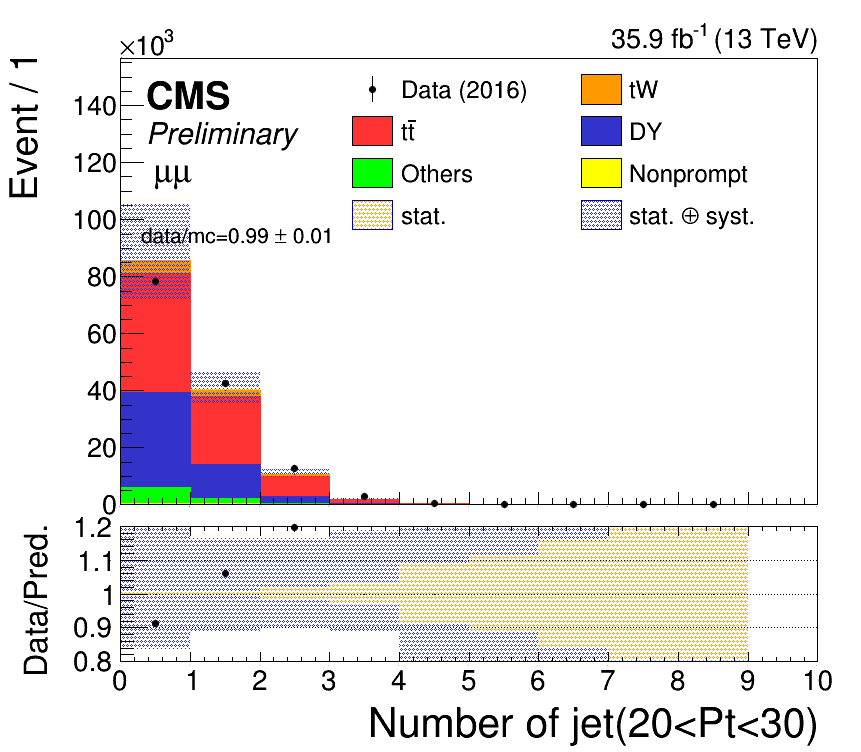 ×10³
35.9 fb⁻¹ (13 TeV)
Event / 1
CMS
Preliminary
μμ
data/mc=0.99 ± 0.01
Data (2016)
tW
tt̄
DY
Others
Nonprompt
stat.
stat. ⊕ syst.
140
120
100
80
60
40
20
0
Data/Pred.
1.2
1.1
1
0.9
0.8
0 1 2 3 4 5 6 7 8 9 10
Number of jet(20<Pt<30)